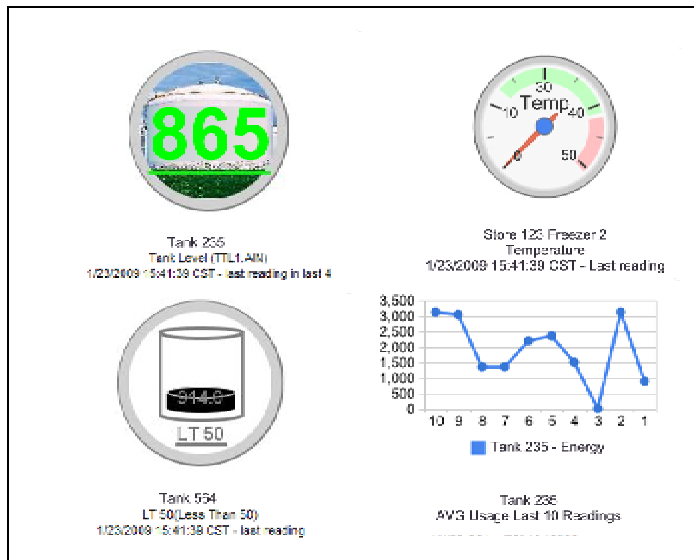 865
Tank 235
Tank Level (TTL1.AIN)
1/23/2009 15:41:39 CST - last reading in last 4
Temp
0
10
30
40
50
Store 123 Freezer 2
Temperature
1/23/2009 15:41:39 CST - Last reading
914.0
LT 50
Tank 564
LT 50(Less Than 50)
1/23/2009 15:41:39 CST - last reading
3,500
3,000
2,500
2,000
1,500
1,000
500
0
10 9 8 7 6 5 4 3 2 1
Tank 235 - Energy
Tank 235
AVG Usage Last 10 Readings